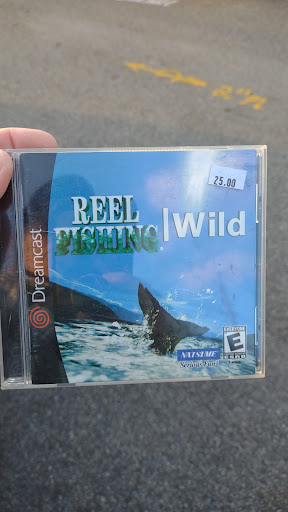 25.00
REEL
FISHING
|Wild
Dreamcast
NATSUME
Serious Fun!
E